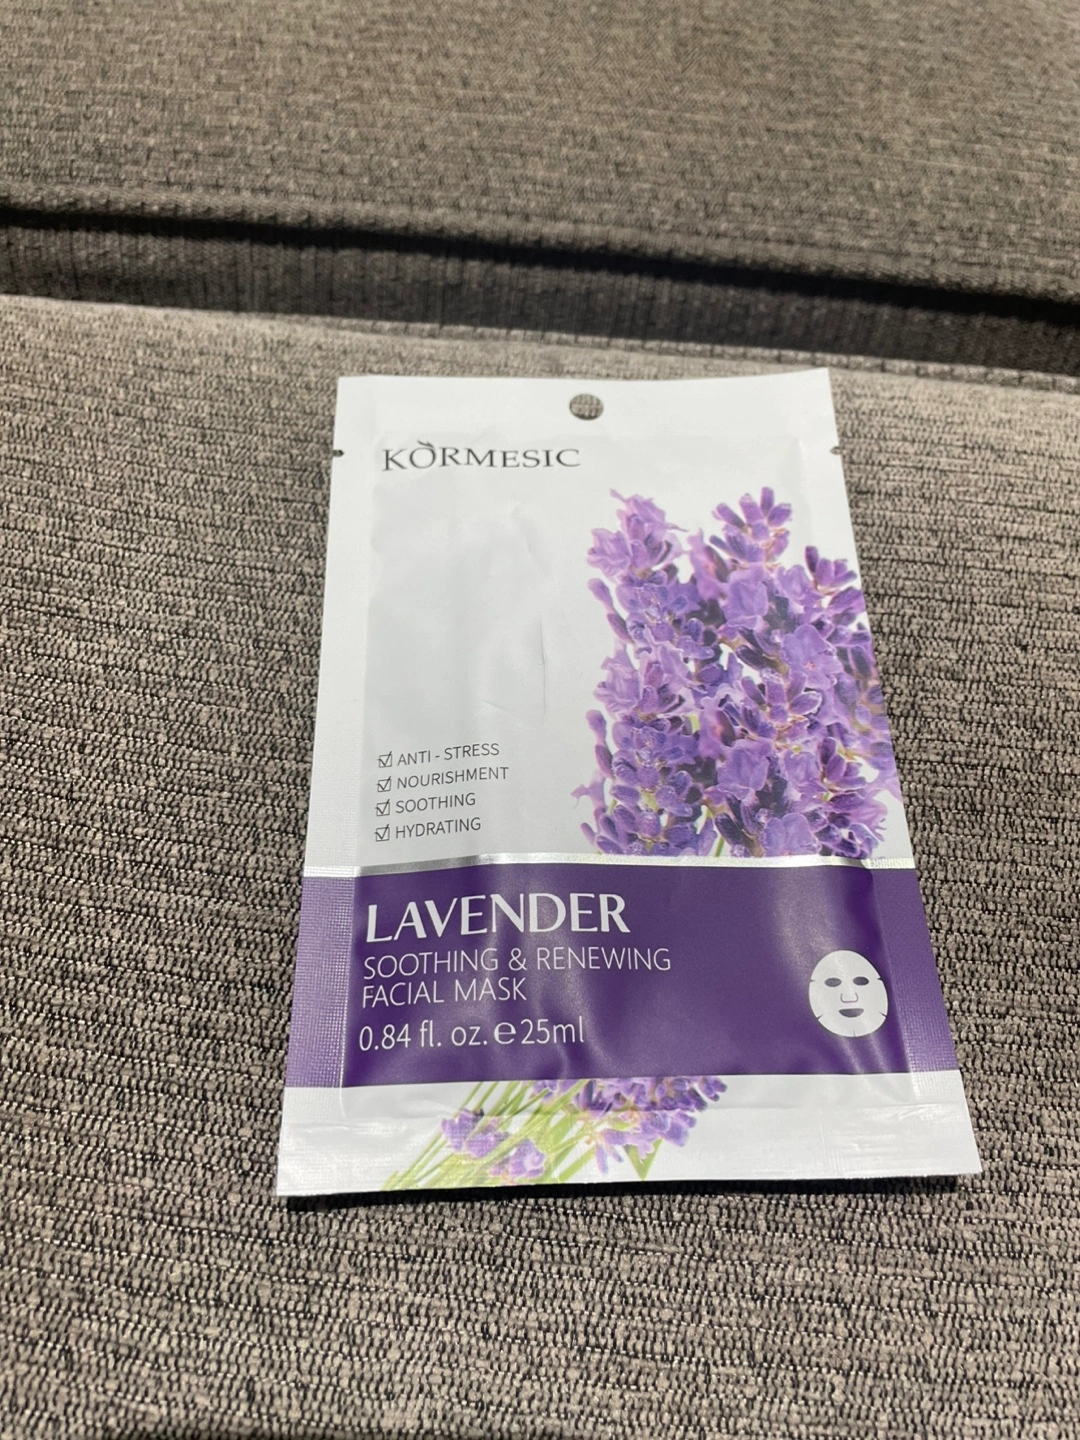 KORMESIC
☑ ANTI - STRESS
☑ NOURISHMENT
☑ SOOTHING
☑ HYDRATING
LAVENDER
SOOTHING & RENEWING
FACIAL MASK
0.84 fl. oz. ℮ 25ml